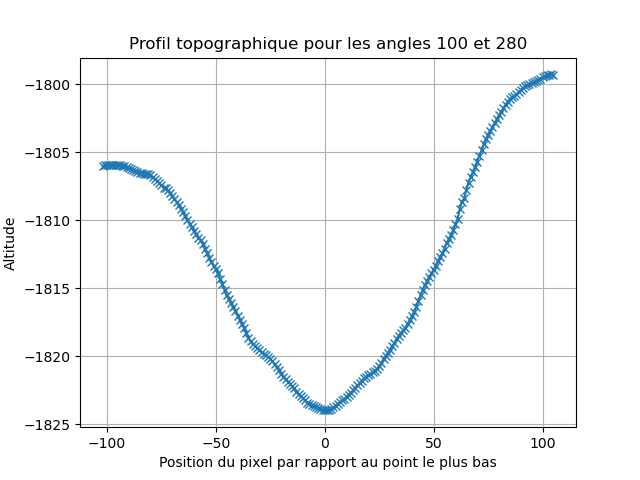 Profil topographique pour les angles 100 et 280
Altitude
−1800
−1805
−1810
−1815
−1820
−1825
−100 −50 0 50 100
Position du pixel par rapport au point le plus bas